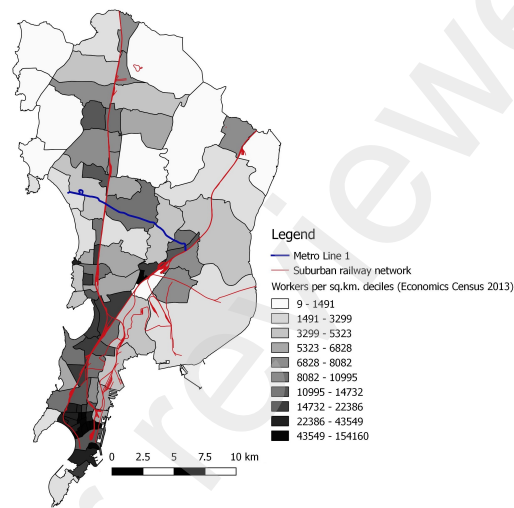 Legend
Metro Line 1
Suburban railway network
Workers per sq.km. deciles (Economics Census 2013)
9 - 1491
1491 - 3299
3299 - 5323
5323 - 6828
6828 - 8082
8082 - 10995
10995 - 14732
14732 - 22386
22386 - 43549
43549 - 154160
0 2.5 5 7.5 10 km